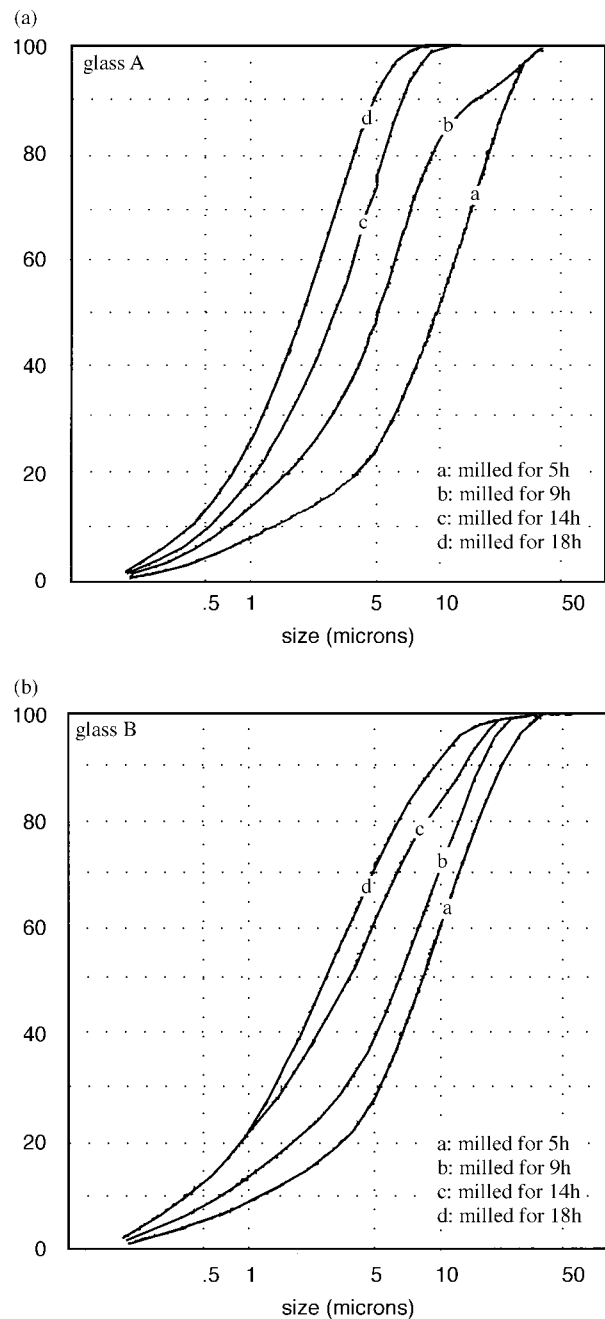 (a)
100
glass A
d
b
80
a
c
60
40
a: milled for 5h
20
b: milled for 9h
c: milled for 14h
d: milled for 18h
0
.5 1 5 10 50
size (microns)
(b)
100
glass B
80
c
b
d
a
60
40
20
a: milled for 5h
b: milled for 9h
c: milled for 14h
d: milled for 18h
0
.5 1 5 10 50
size (microns)